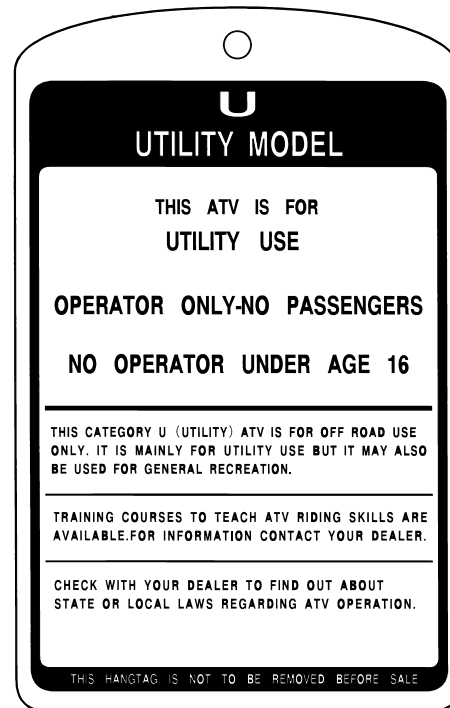 U
UTILITY MODEL
THIS ATV IS FOR
UTILITY USE
OPERATOR ONLY-NO PASSENGERS
NO OPERATOR UNDER AGE 16
THIS CATEGORY U (UTILITY) ATV IS FOR OFF ROAD USE
ONLY. IT IS MAINLY FOR UTILITY USE BUT IT MAY ALSO
BE USED FOR GENERAL RECREATION.
TRAINING COURSES TO TEACH ATV RIDING SKILLS ARE
AVAILABLE.FOR INFORMATION CONTACT YOUR DEALER.
CHECK WITH YOUR DEALER TO FIND OUT ABOUT
STATE OR LOCAL LAWS REGARDING ATV OPERATION.
THIS HANGTAG IS NOT TO BE REMOVED BEFORE SALE